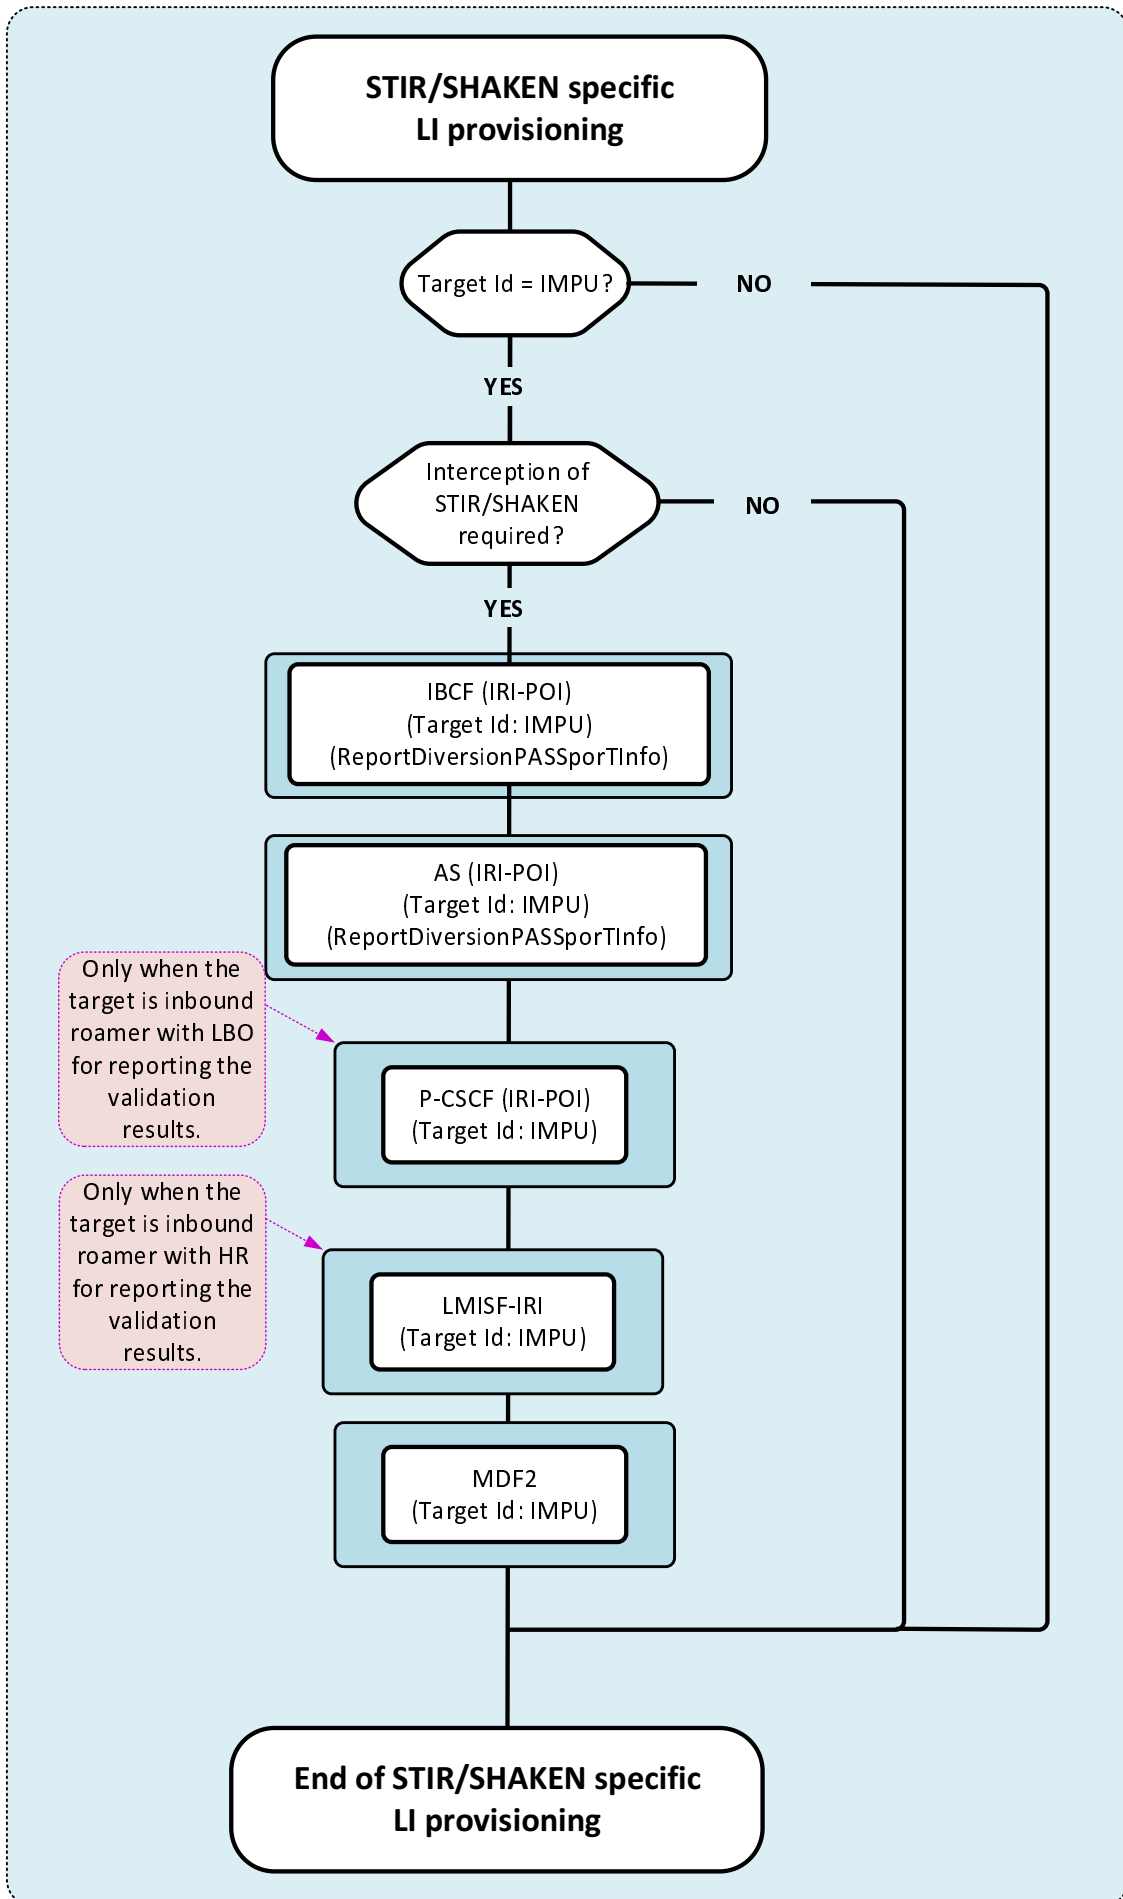 STIR/SHAKEN specific
LI provisioning
Target Id = IMPU?
NO
YES
Interception of
STIR/SHAKEN
required?
NO
YES
IBCF (IRI-POI)
(Target Id: IMPU)
(ReportDiversionPASSporTInfo)
AS (IRI-POI)
(Target Id: IMPU)
(ReportDiversionPASSporTInfo)
Only when the
target is inbound
roamer with LBO
for reporting the
validation
results.
P-CSCF (IRI-POI)
(Target Id: IMPU)
Only when the
target is inbound
roamer with HR
for reporting the
validation
results.
LMISF-IRI
(Target Id: IMPU)
MDF2
(Target Id: IMPU)
End of STIR/SHAKEN specific
LI provisioning